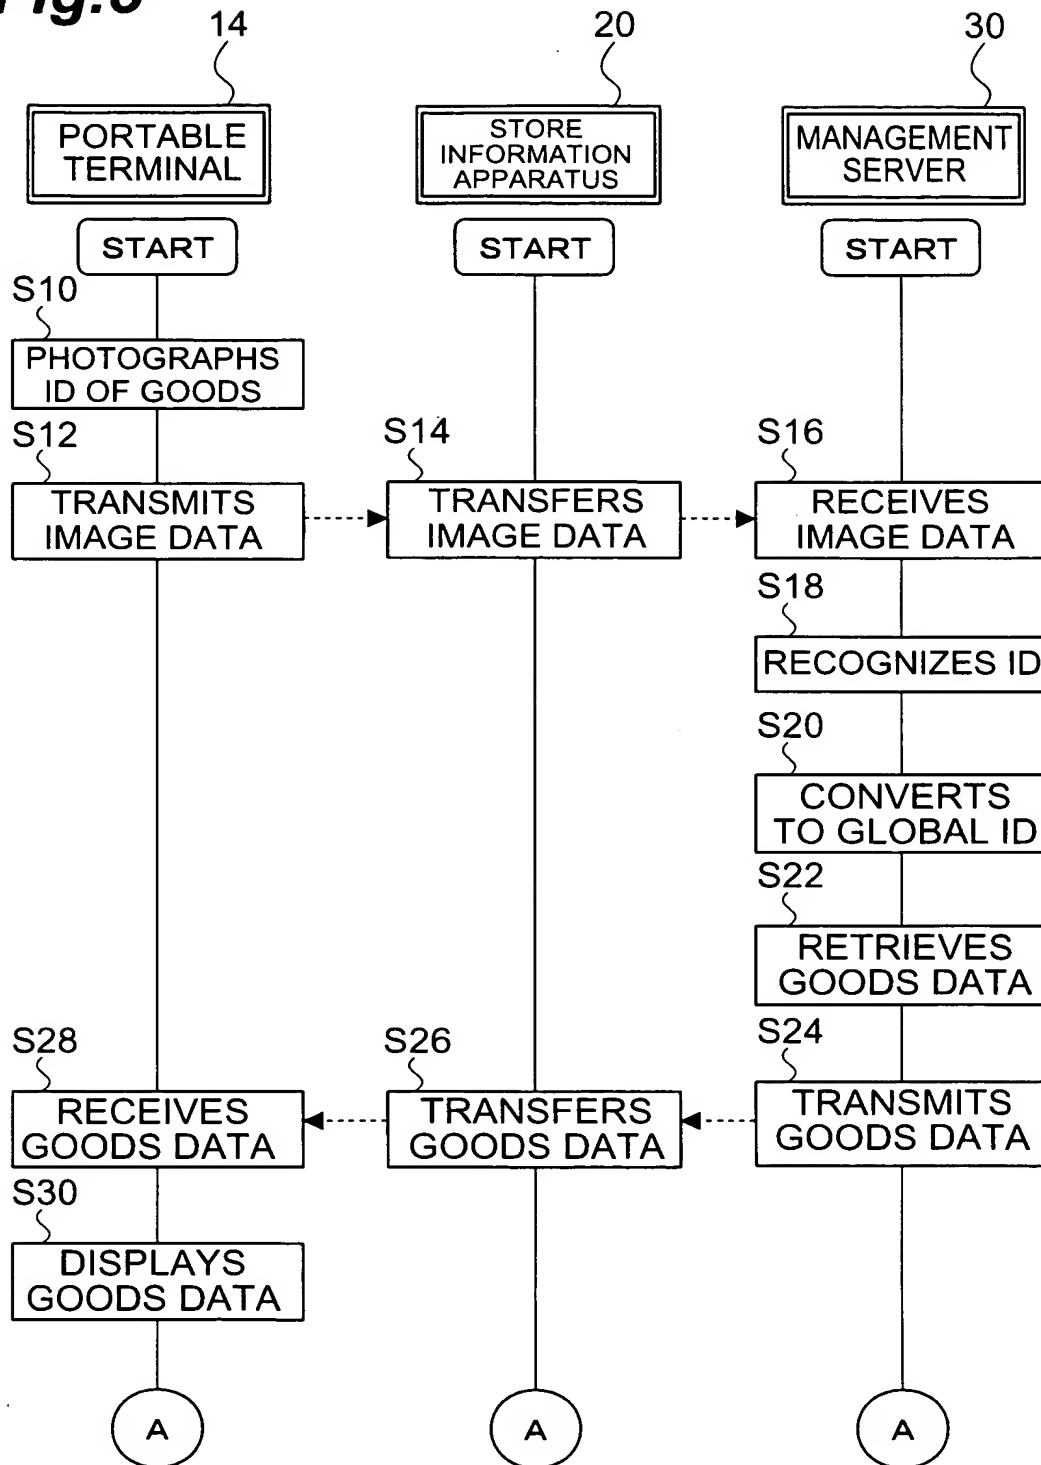 Fig.
14
20
30
PORTABLE
TERMINAL
STORE
INFORMATION
APPARATUS
MANAGEMENT
SERVER
START
START
START
S10
PHOTOGRAPHS
ID OF GOODS
S12
S14
S16
TRANSMITS
IMAGE DATA
TRANSFERS
IMAGE DATA
RECEIVES
IMAGE DATA
S18
RECOGNIZES ID
S20
CONVERTS
TO GLOBAL ID
S22
RETRIEVES
GOODS DATA
S28
S26
S24
RECEIVES
GOODS DATA
TRANSFERS
GOODS DATA
TRANSMITS
GOODS DATA
S30
DISPLAYS
GOODS DATA
A
A
A